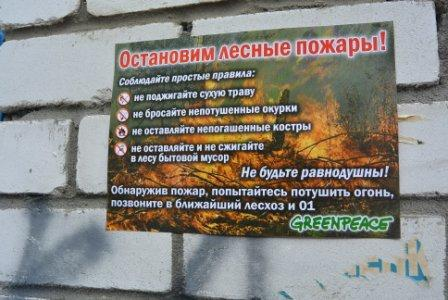 Остановим лесные пожары!
Соблюдайте простые правила:
не поджигайте сухую траву
не бросайте непотушенные окурки
не оставляйте непогашенные костры
не оставляйте и не сжигайте
в лесу бытовой мусор
Не будьте равнодушны!
Обнаружив пожар, попытайтесь потушить огонь,
позвоните в ближайший лесхоз и 01
GREENPEACE